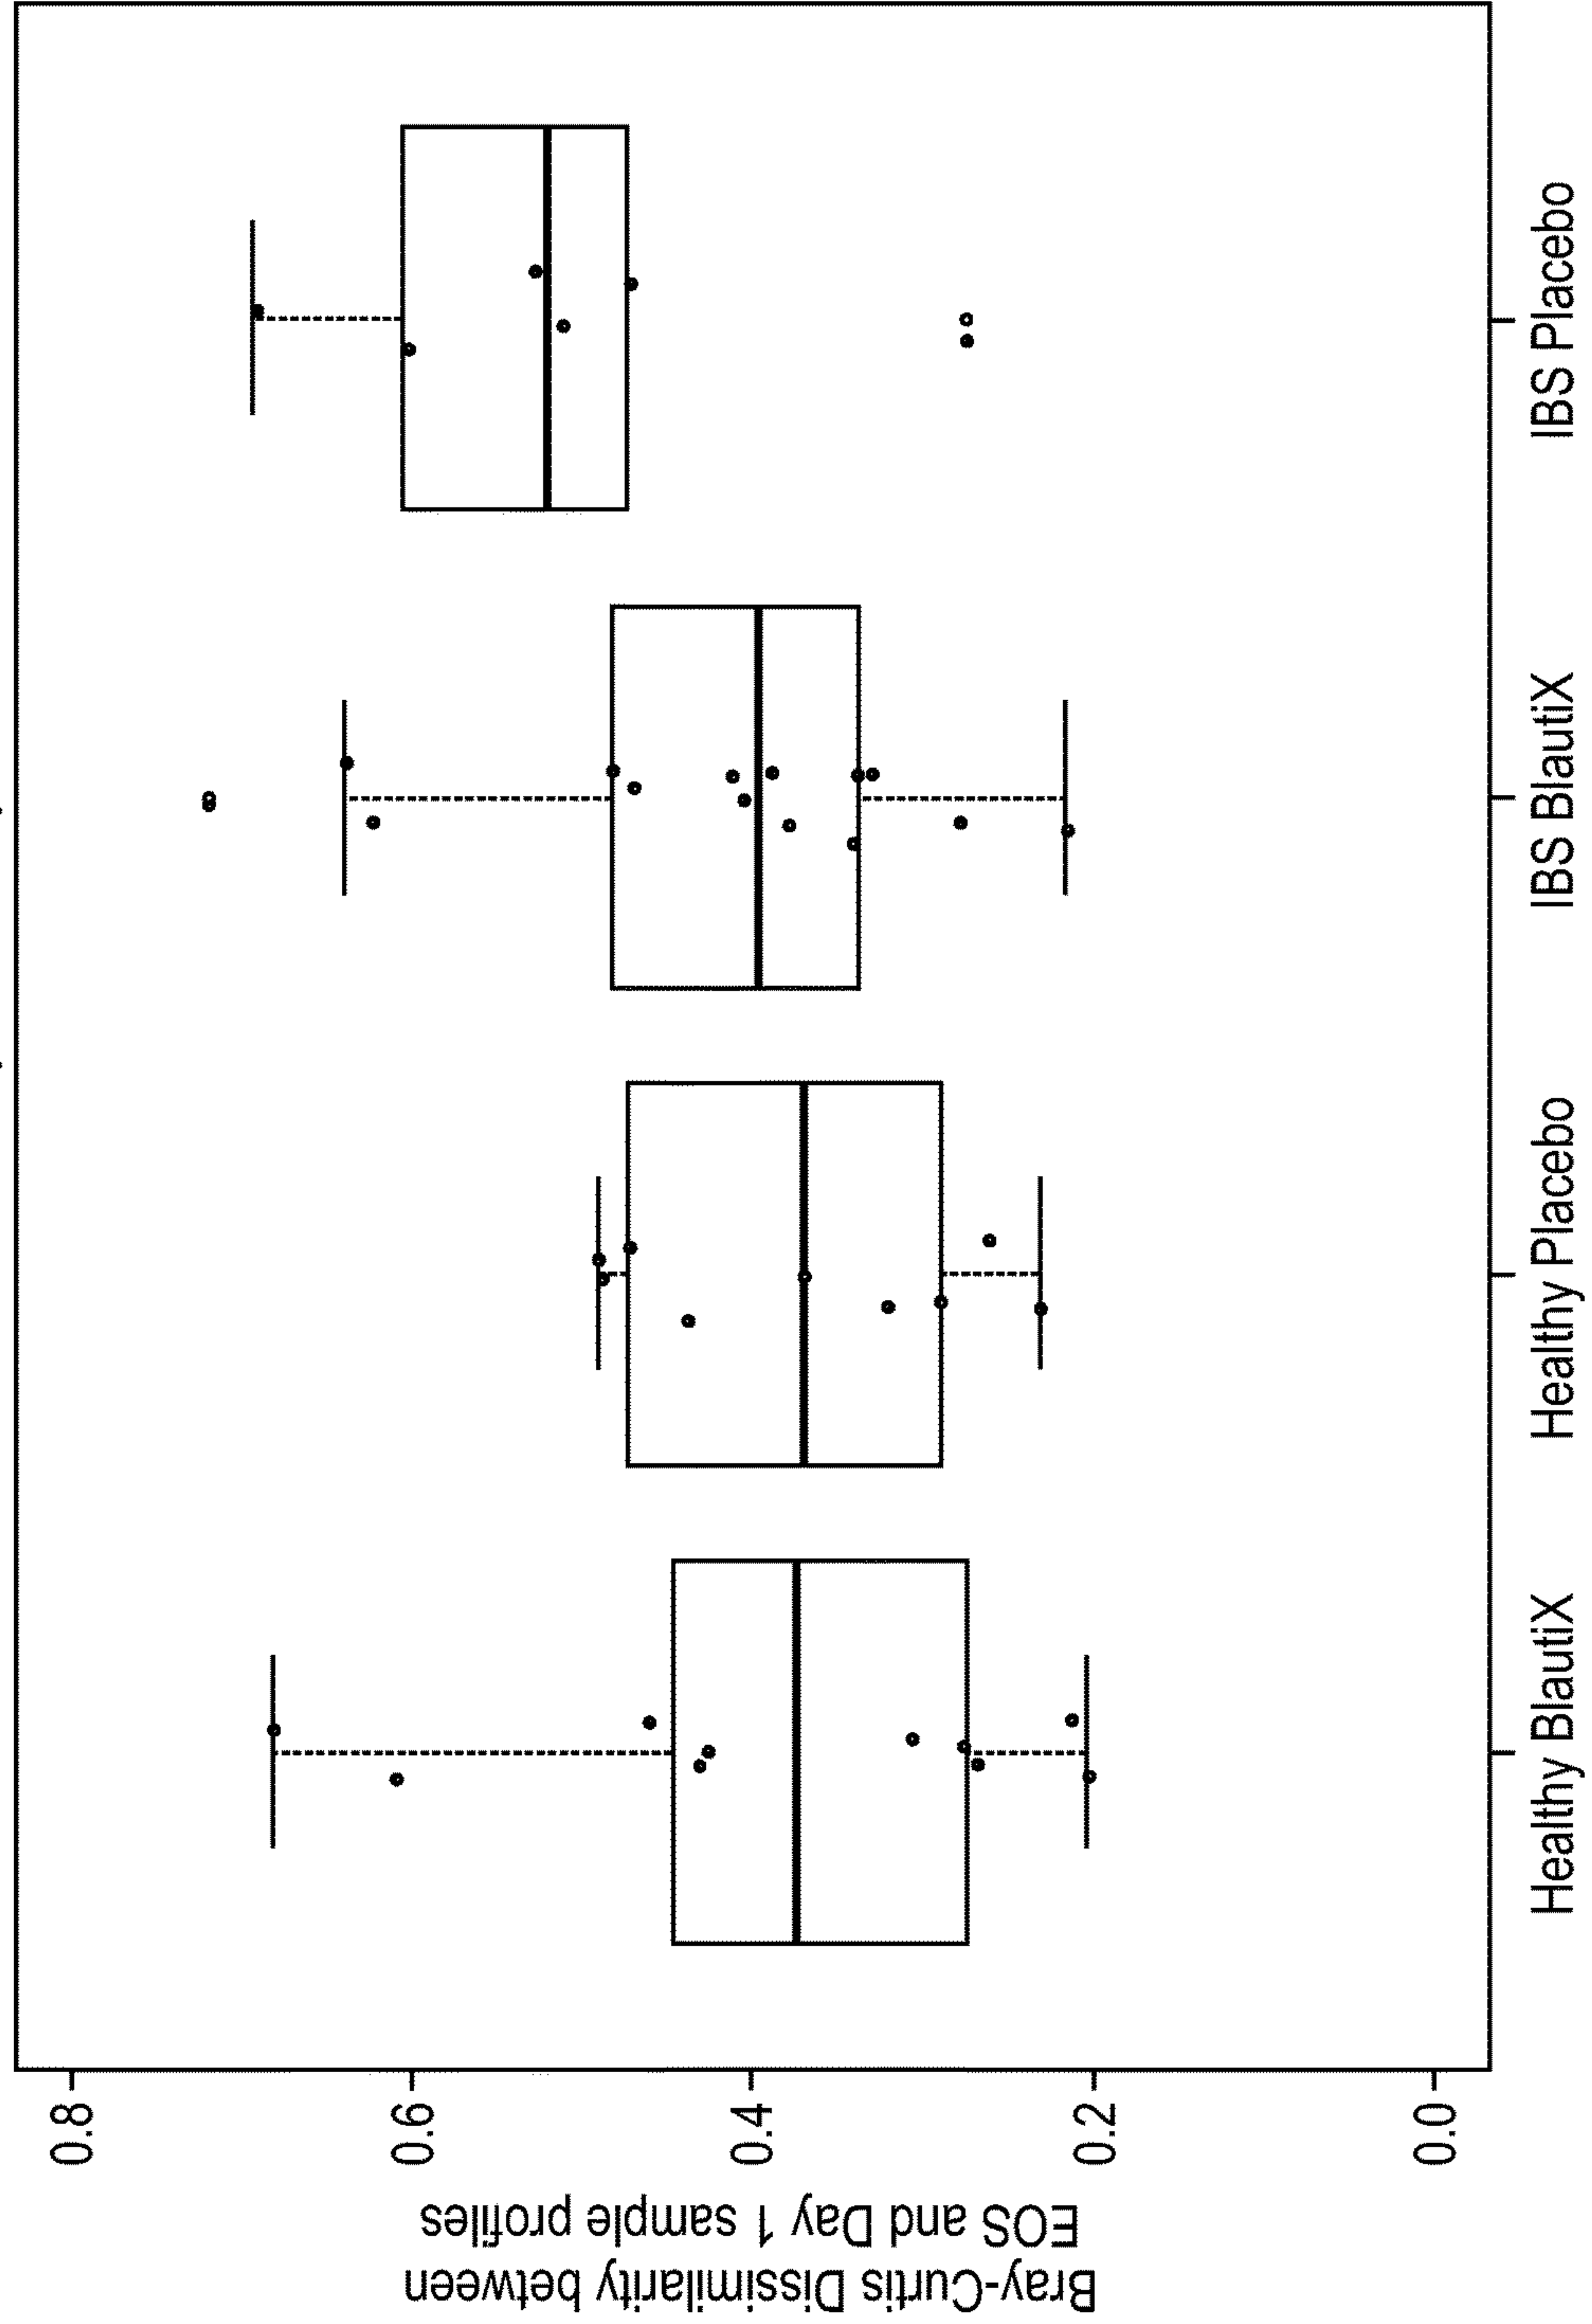 Bray-Curtis Dissimilarity between
EOS and Day 1 sample profiles
0.8
0.6
0.4
0.2
0.0
Healthy BlautiX
Healthy Placebo
IBS BlautiX
IBS Placebo